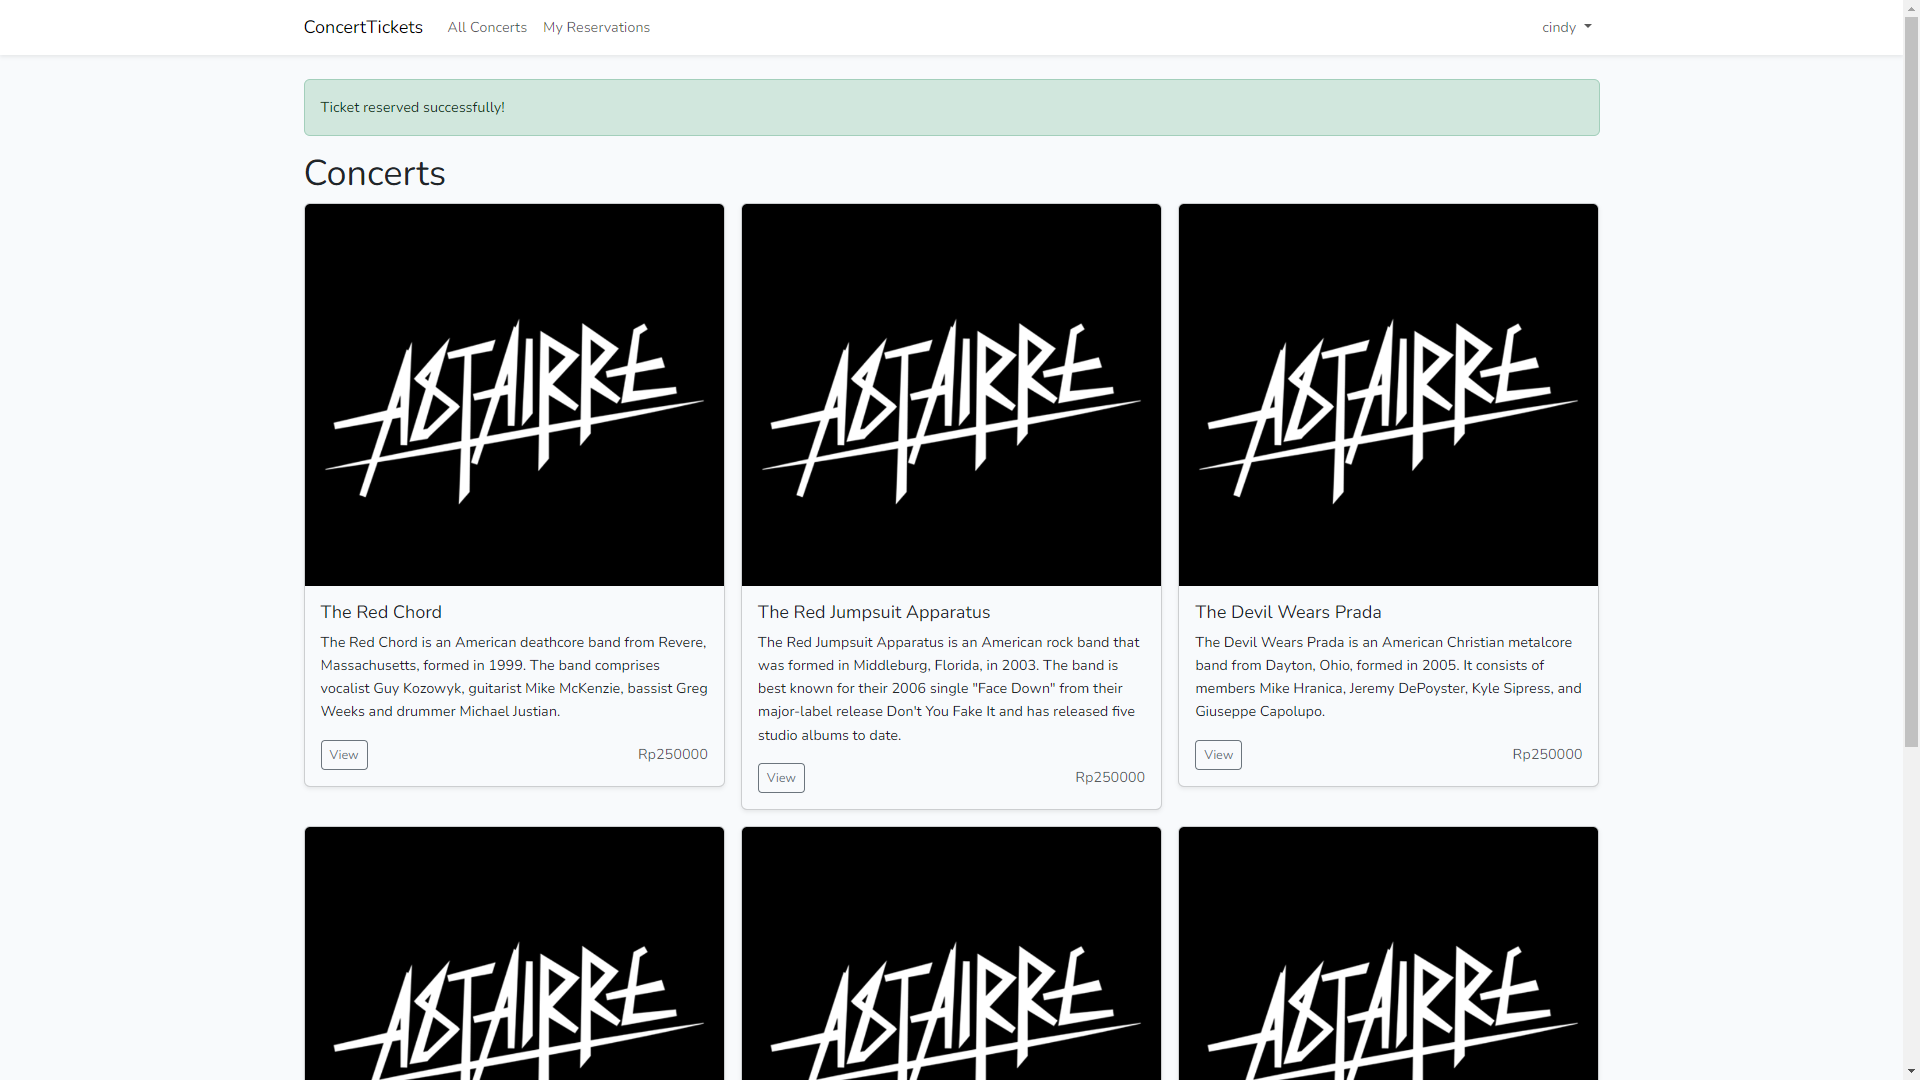 ConcertTickets All Concerts My Reservations cindy
Ticket reserved successfully!
Concerts
ASTAIRRE ASTAIRRE ASTAIRRE
The Red Chord
The Red Chord is an American deathcore band from Revere,
Massachusetts, formed in 1999. The band comprises
vocalist Guy Kozowyk, guitarist Mike McKenzie, bassist Greg
Weeks and drummer Michael Justian.
View Rp250000
The Red Jumpsuit Apparatus
The Red Jumpsuit Apparatus is an American rock band that
was formed in Middleburg, Florida, in 2003. The band is
best known for their 2006 single "Face Down" from their
major-label release Don't You Fake It and has released five
studio albums to date.
View Rp250000
The Devil Wears Prada
The Devil Wears Prada is an American Christian metalcore
band from Dayton, Ohio, formed in 2005. It consists of
members Mike Hranica, Jeremy DePoyster, Kyle Sipress, and
Giuseppe Capolupo.
View Rp250000
ASTAIRRE ASTAIRRE ASTAIRRE